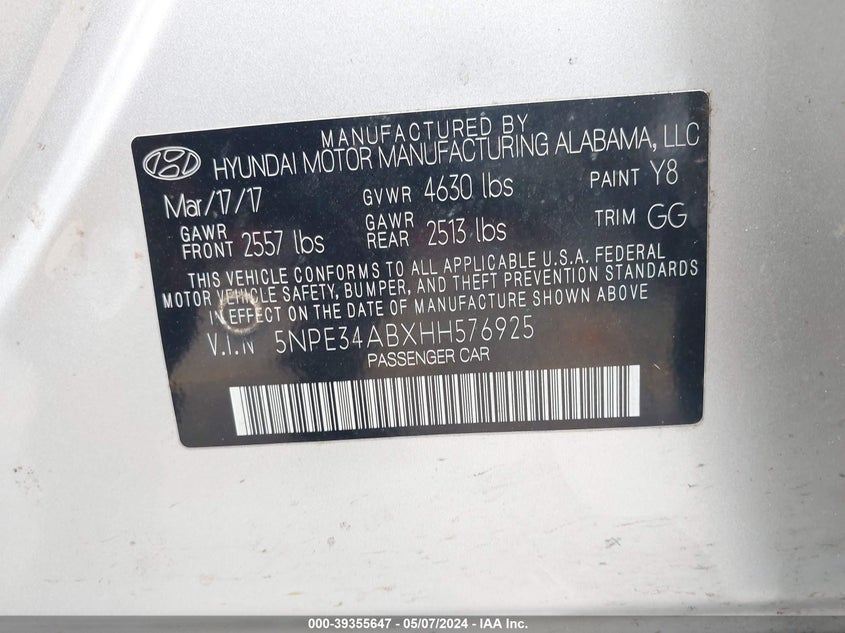 MANUFACTURED BY
HYUNDAI MOTOR MANUFACTURING ALABAMA, LLC
Mar/17/17 GVWR 4630 lbs PAINT Y8
GAWR FRONT 2557 lbs GAWR REAR 2513 lbs TRIM GG
THIS VEHICLE CONFORMS TO ALL APPLICABLE U.S.A. FEDERAL
MOTOR VEHICLE SAFETY, BUMPER, AND THEFT PREVENTION STANDARDS
IN EFFECT ON THE DATE OF MANUFACTURE SHOWN ABOVE
V.I.N 5NPE34ABXHH576925
PASSENGER CAR
000-39355647 - 05/07/2024 - IAA Inc.